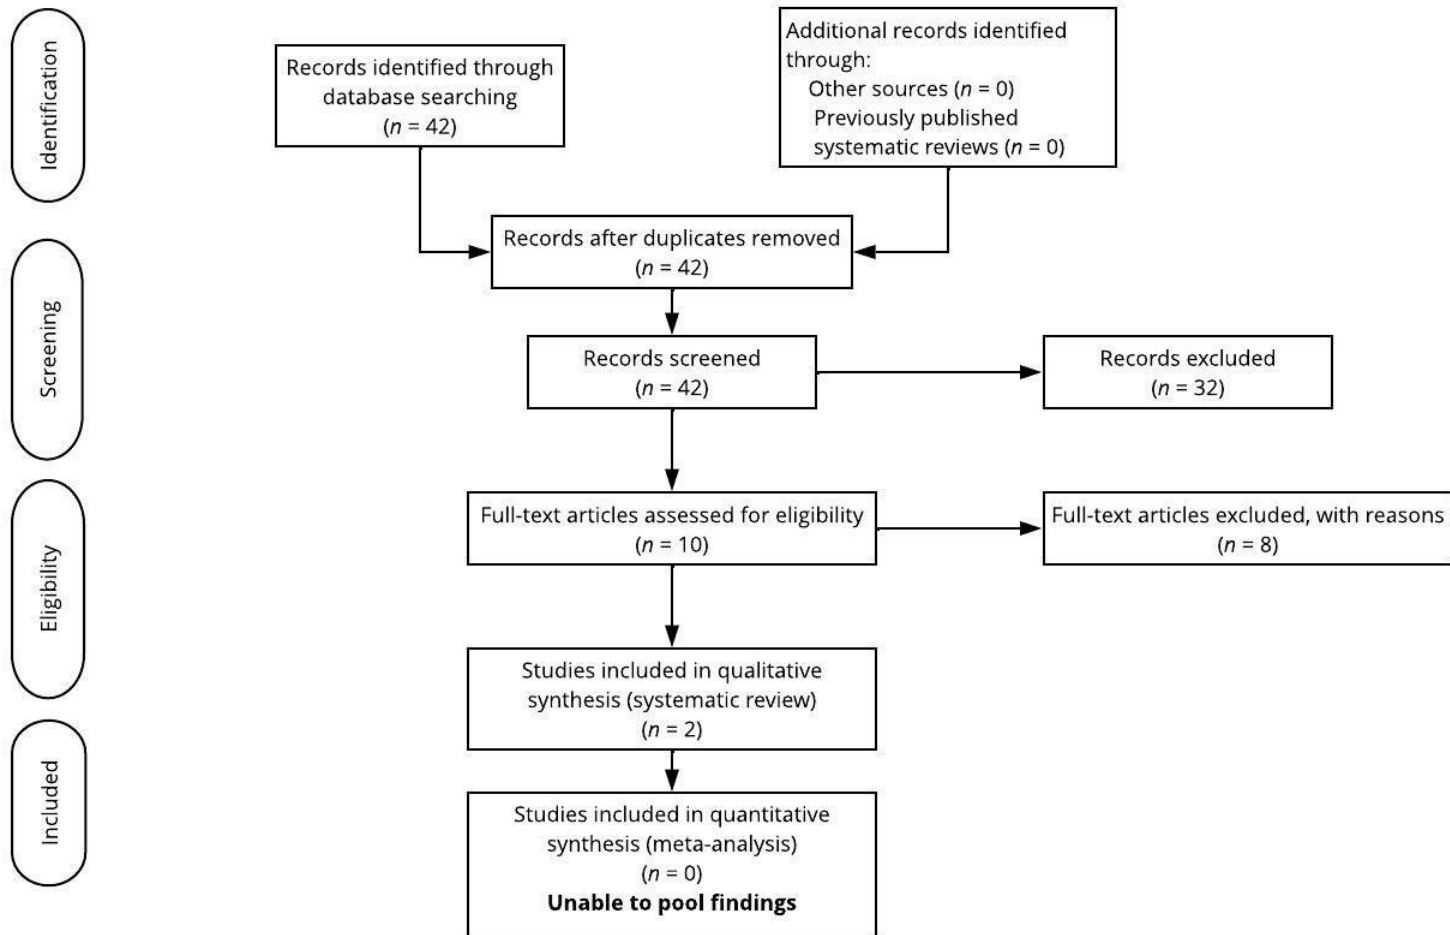 Identification
Records identified through
database searching
(n = 42)
Additional records identified
through:
Other sources (n = 0)
Previously published
systematic reviews (n = 0)
Records after duplicates removed
(n = 42)
Screening
Records screened
(n = 42)
Records excluded
(n = 32)
Eligibility
Full-text articles assessed for eligibility
(n = 10)
Full-text articles excluded, with reasons
(n = 8)
Studies included in qualitative
synthesis (systematic review)
(n = 2)
Included
Studies included in quantitative
synthesis (meta-analysis)
(n = 0)
Unable to pool findings